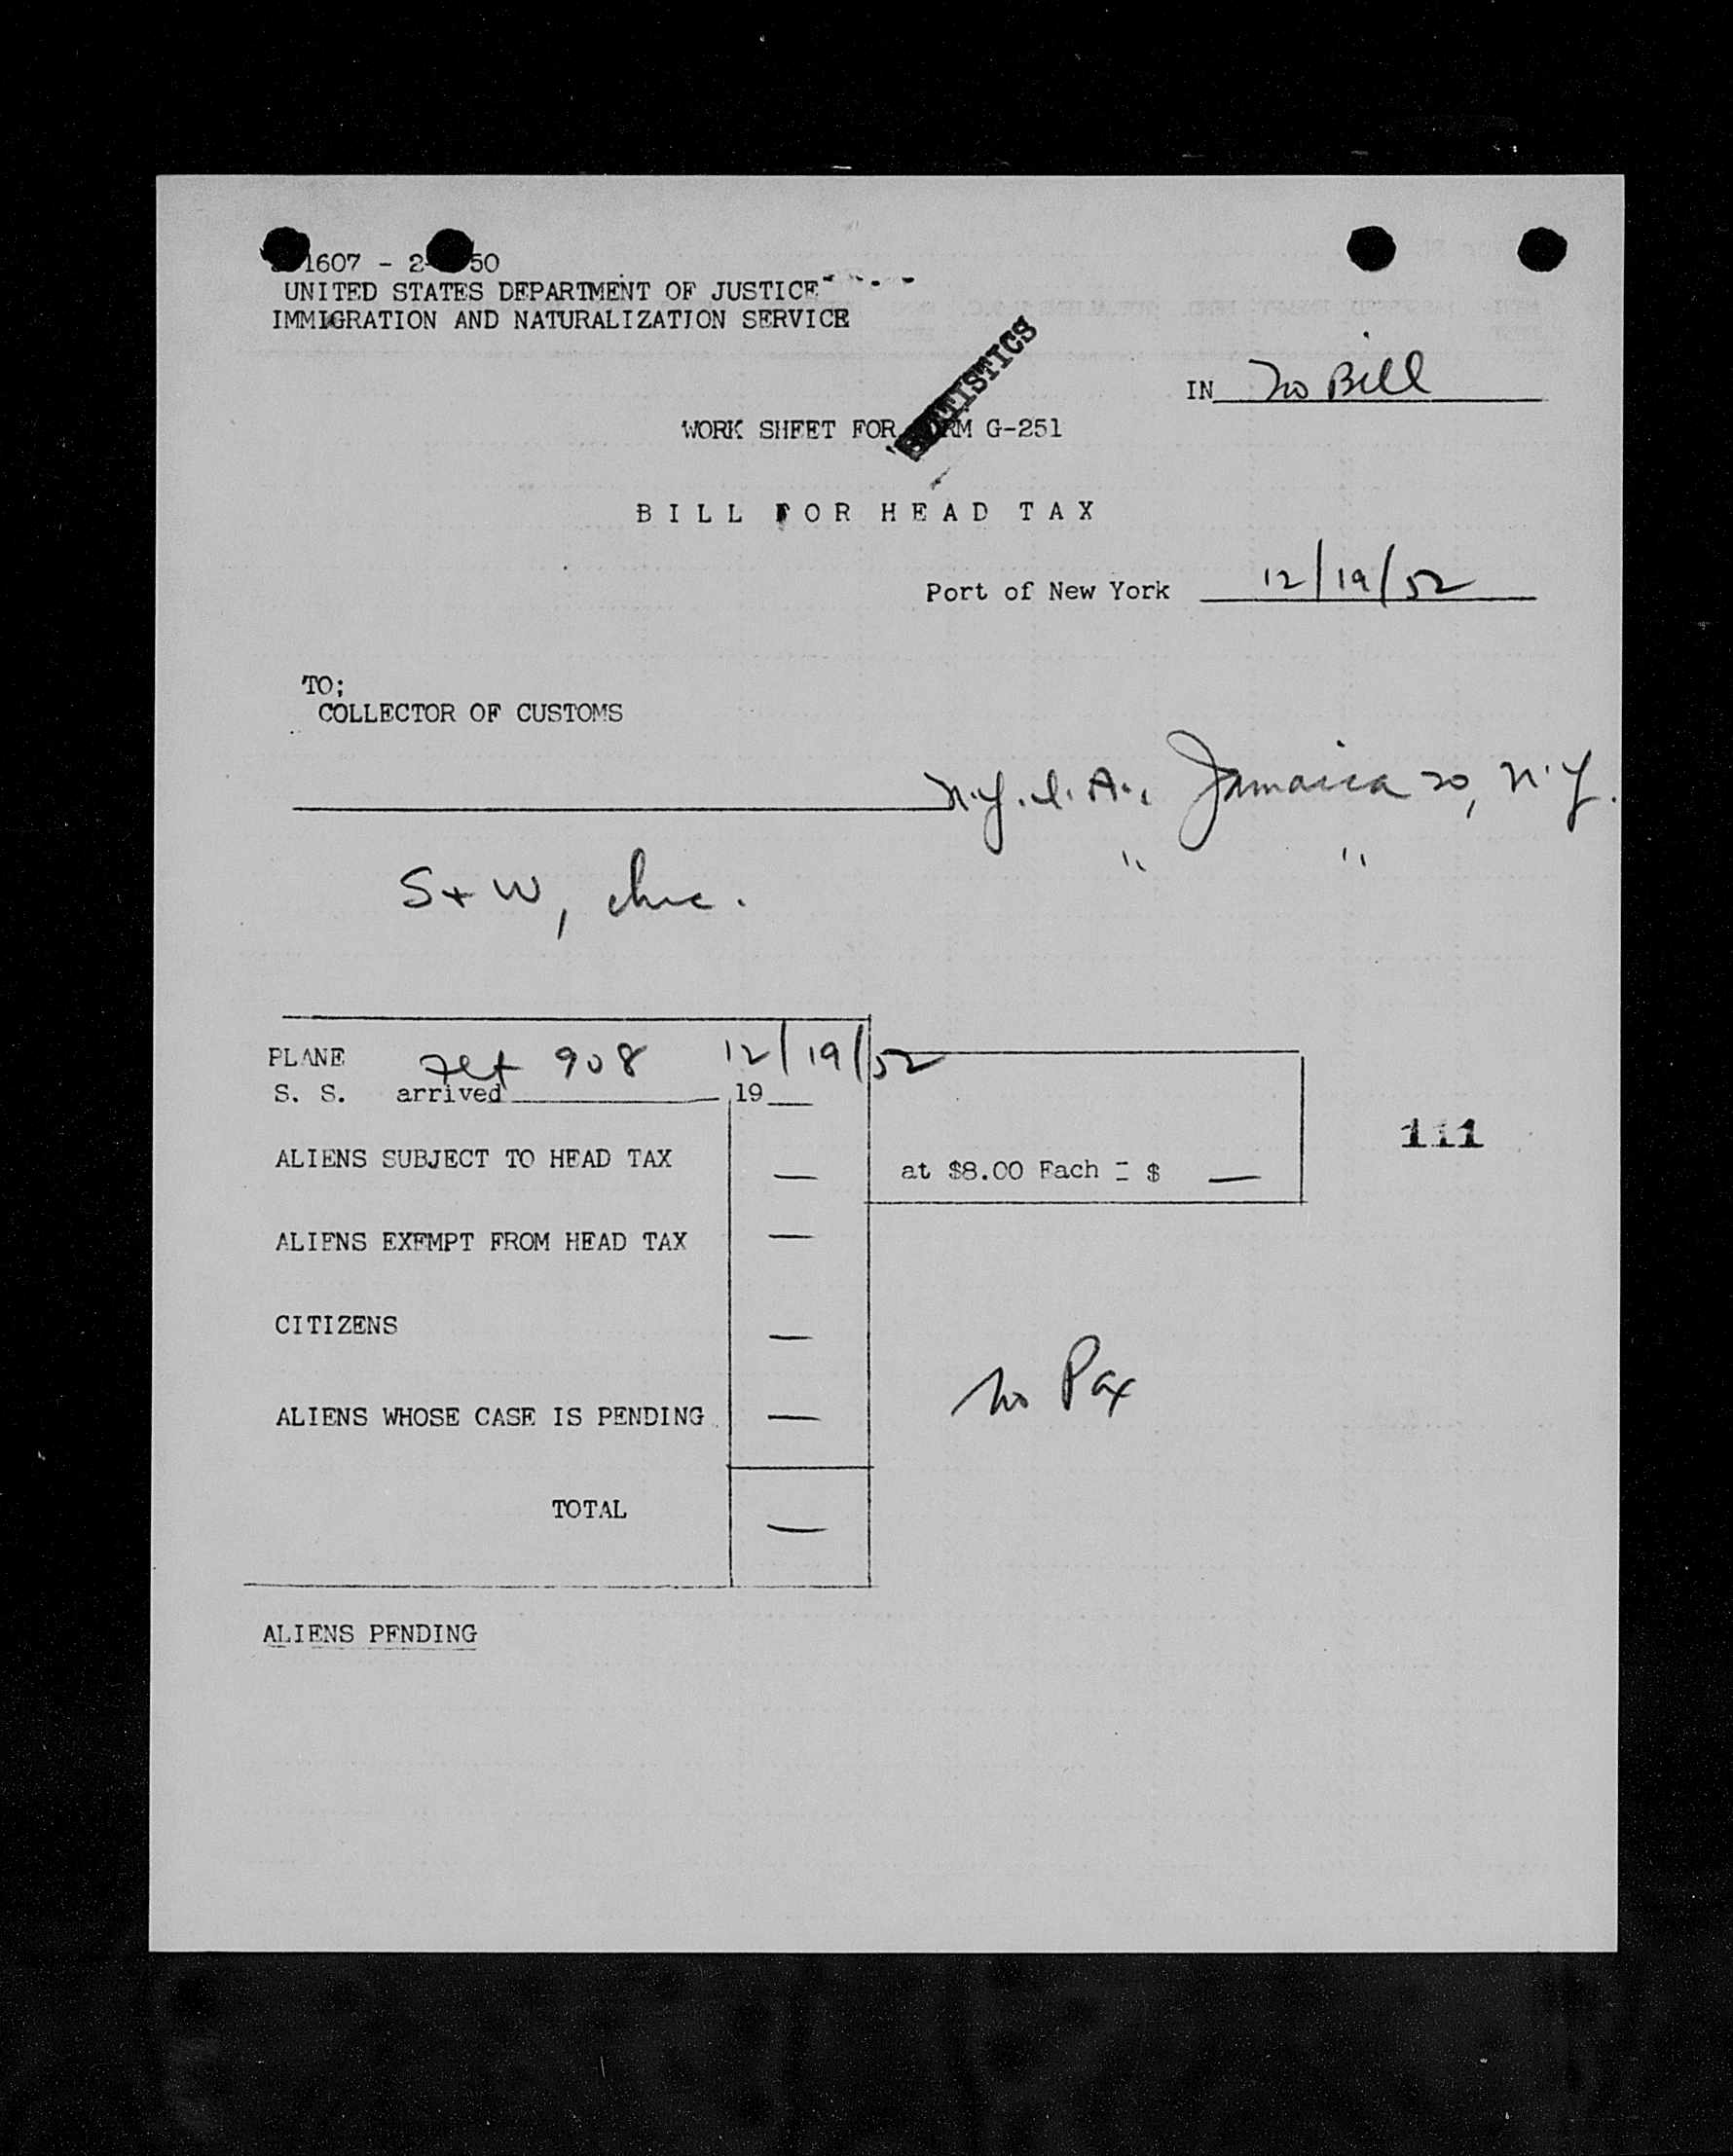 1607 - 2- 50
UNITED STATES DEPARTMENT OF JUSTICE
IMMIGRATION AND NATURALIZATION SERVICE
STATISTICS
IN No Bill
WORK SHEET FOR FORM G-251
BILL FOR HEAD TAX
Port of New York 12/19/52
TO;
COLLECTOR OF CUSTOMS
N.Y.I.A., Jamaica 20, N.Y.
" "
S + W, Inc.
PLANE 908 12/19/52
S. S. arrived 19
ALIENS SUBJECT TO HEAD TAX —
at $8.00 Each = $ —
111
ALIENS EXEMPT FROM HEAD TAX —
CITIZENS —
No Pax
ALIENS WHOSE CASE IS PENDING —
TOTAL —
ALIENS PENDING